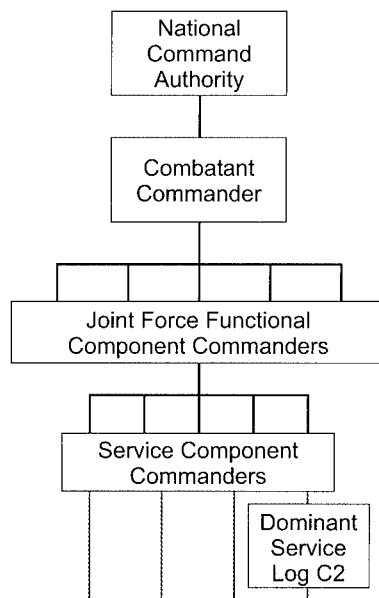 National
Command
Authority
Combatant
Commander
Joint Force Functional
Component Commanders
Service Component
Commanders
Dominant
Service
Log C2